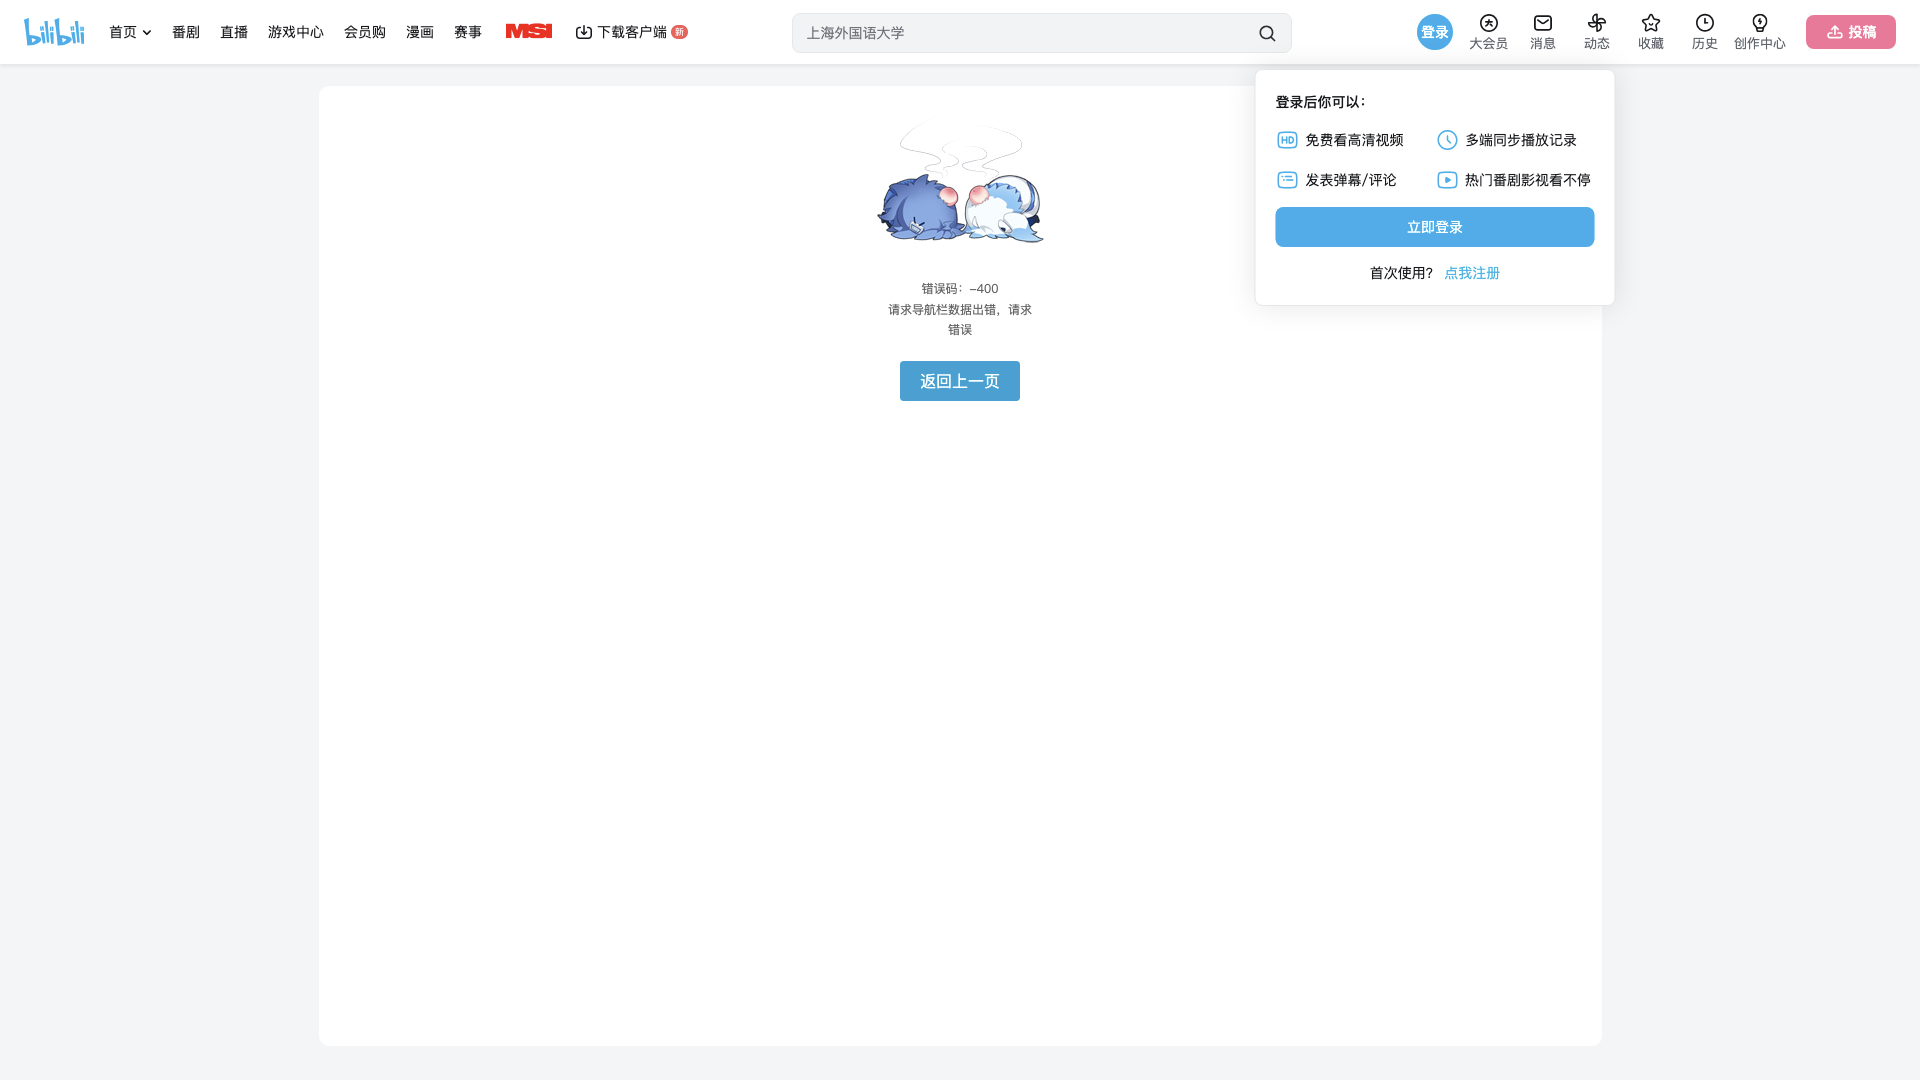 bilibili 首页 番剧 直播 游戏中心 会员购 漫画 赛事 MSI 下载客户端 新
上海外国语大学
登录 大会员 消息 动态 收藏 历史 创作中心 投稿
登录后你可以：
HD 免费看高清视频 多端同步播放记录
发表弹幕/评论 热门番剧影视看不停
立即登录
首次使用？ 点我注册
错误码：-400
请求导航栏数据出错，请求
错误
返回上一页